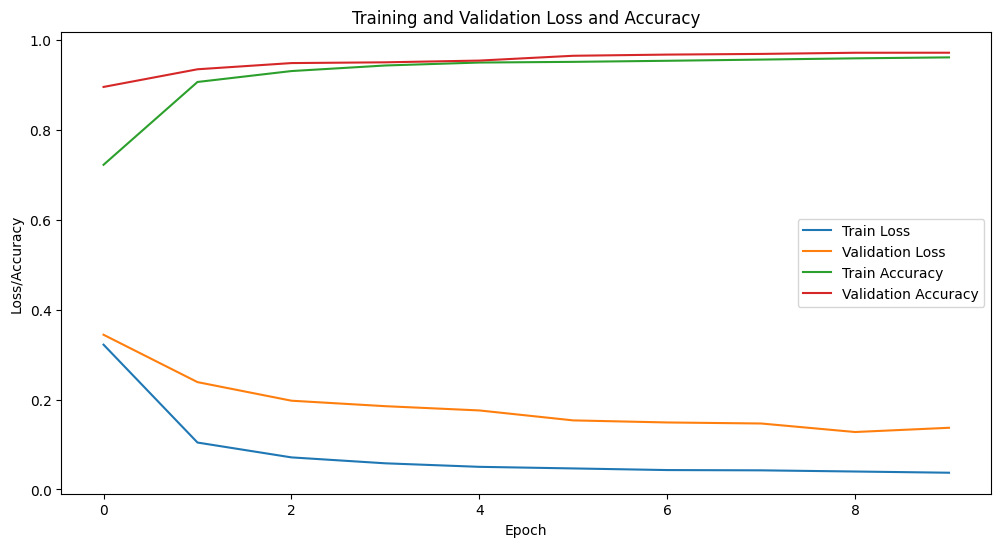 Training and Validation Loss and Accuracy
1.0
0.8
0.6
0.4
0.2
0.0
Loss/Accuracy
Train Loss
Validation Loss
Train Accuracy
Validation Accuracy
0 2 4 6 8
Epoch